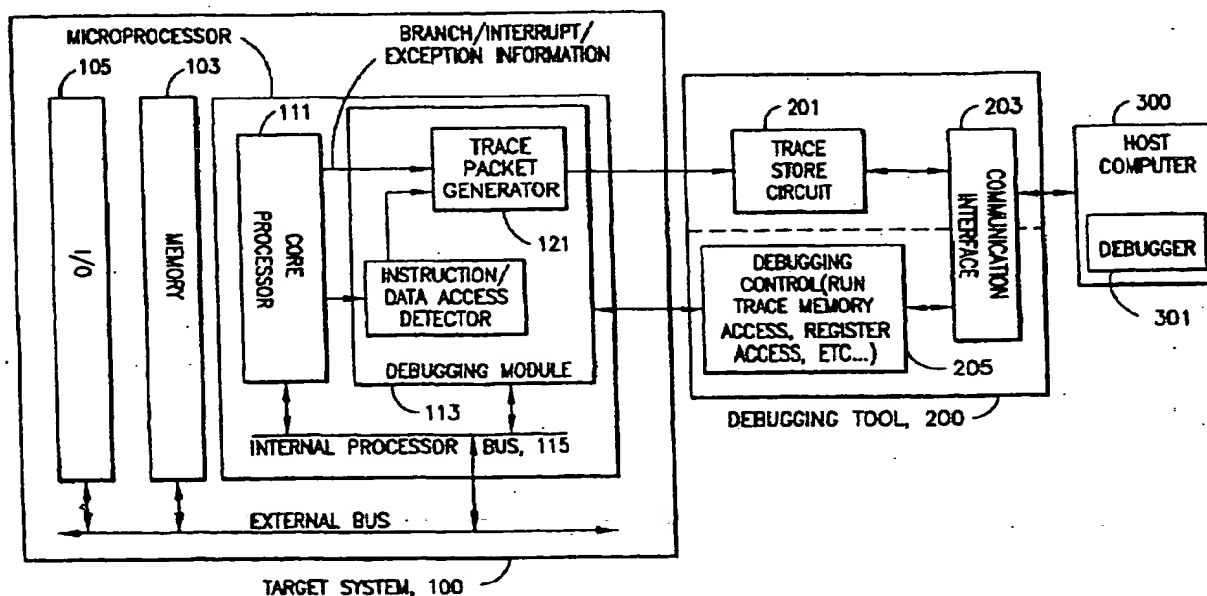 MICROPROCESSOR
BRANCH/INTERRUPT/
EXCEPTION INFORMATION
105
103
111
I/O
MEMORY
CORE
PROCESSOR
TRACE
PACKET
GENERATOR
121
INSTRUCTION/
DATA ACCESS
DETECTOR
DEBUGGING MODULE
113
INTERNAL PROCESSOR BUS, 115
EXTERNAL BUS
TARGET SYSTEM, 100
201
TRACE
STORE
CIRCUIT
203
COMMUNICATION
INTERFACE
DEBUGGING
CONTROL(RUN
TRACE MEMORY
ACCESS, REGISTER
ACCESS, ETC...)
205
DEBUGGING TOOL, 200
300
HOST
COMPUTER
DEBUGGER
301